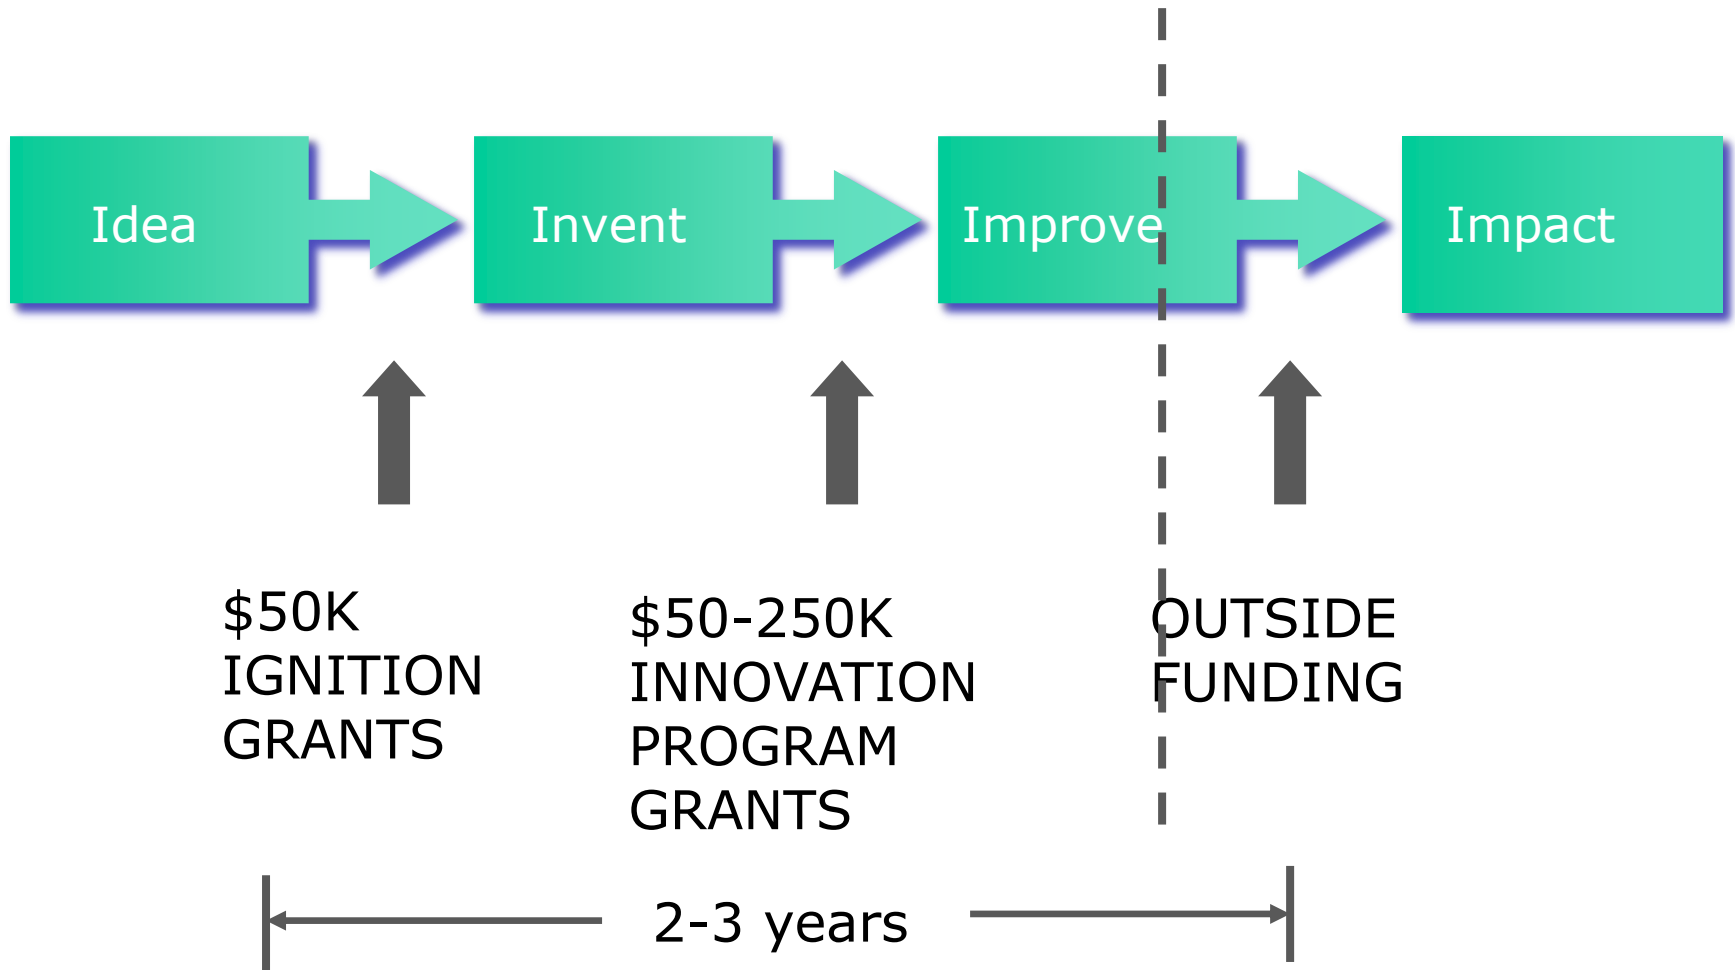 Idea
Invent
Improve
Impact
$50K
IGNITION
GRANTS
$50-250K
INNOVATION
PROGRAM
GRANTS
OUTSIDE
FUNDING
2-3 years